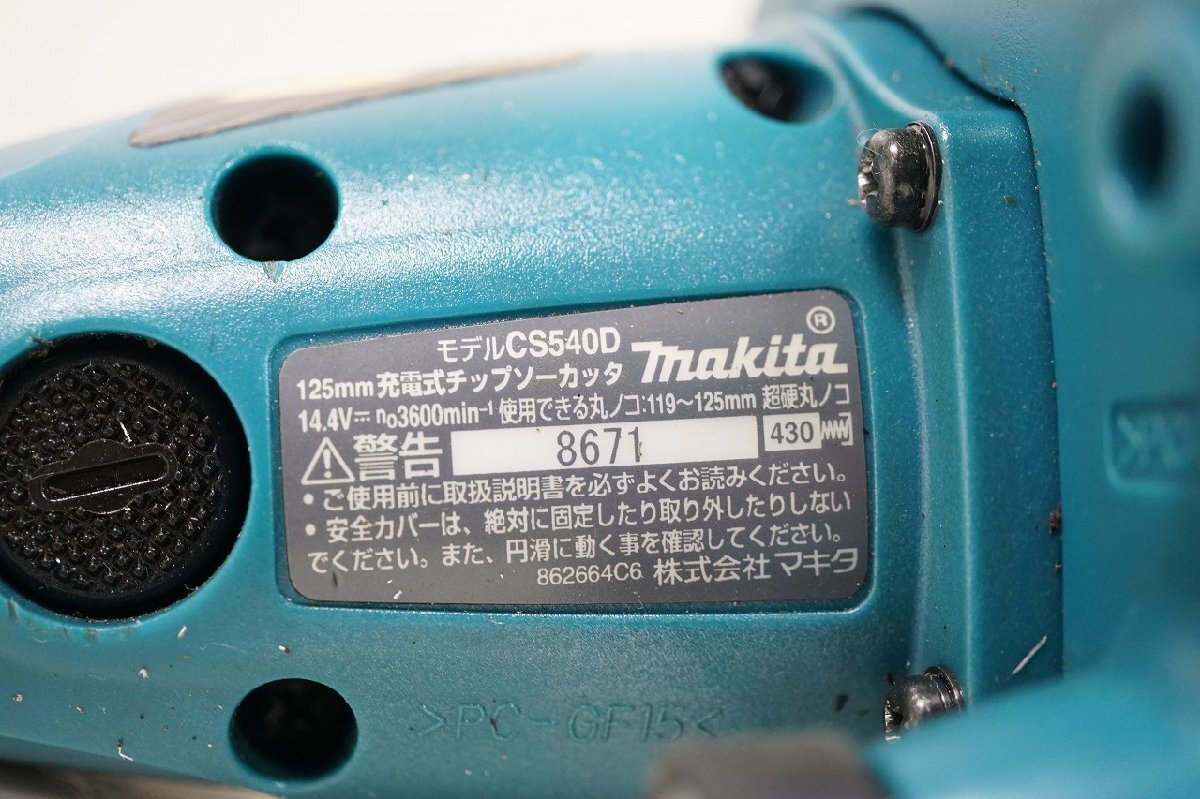 モデルCS540D
makita®
125mm 充電式チップソーカッタ
14.4V⎓ n₀3600min⁻¹ 使用できる丸ノコ:119～125mm 超硬丸ノコ
⚠警告 8671 430
・ご使用前に取扱説明書を必ずよくお読みください。
・安全カバーは、絶対に固定したり取り外したりしない
でください。また、円滑に動く事を確認してください。
862664C6 株式会社 マキタ
>PC-GF15<